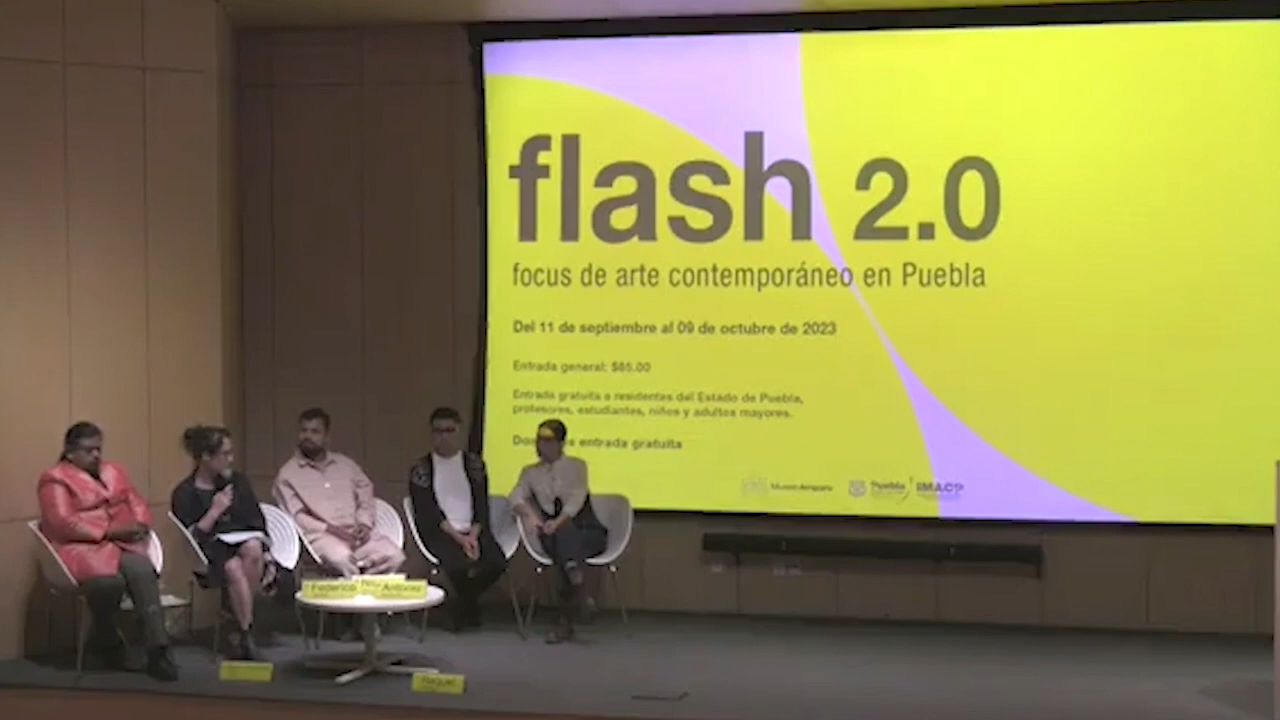 flash 2.0
focus de arte contemporáneo en Puebla
Del 11 de septiembre al 09 de octubre de 2023
Entrada general: $85.00
Entrada gratuita a residentes del Estado de Puebla,
profesores, estudiantes, niños y adultos mayores.
entrada gratuita
Museo Amparo
Puebla
IMACP
Federico
Antonio
Raquel